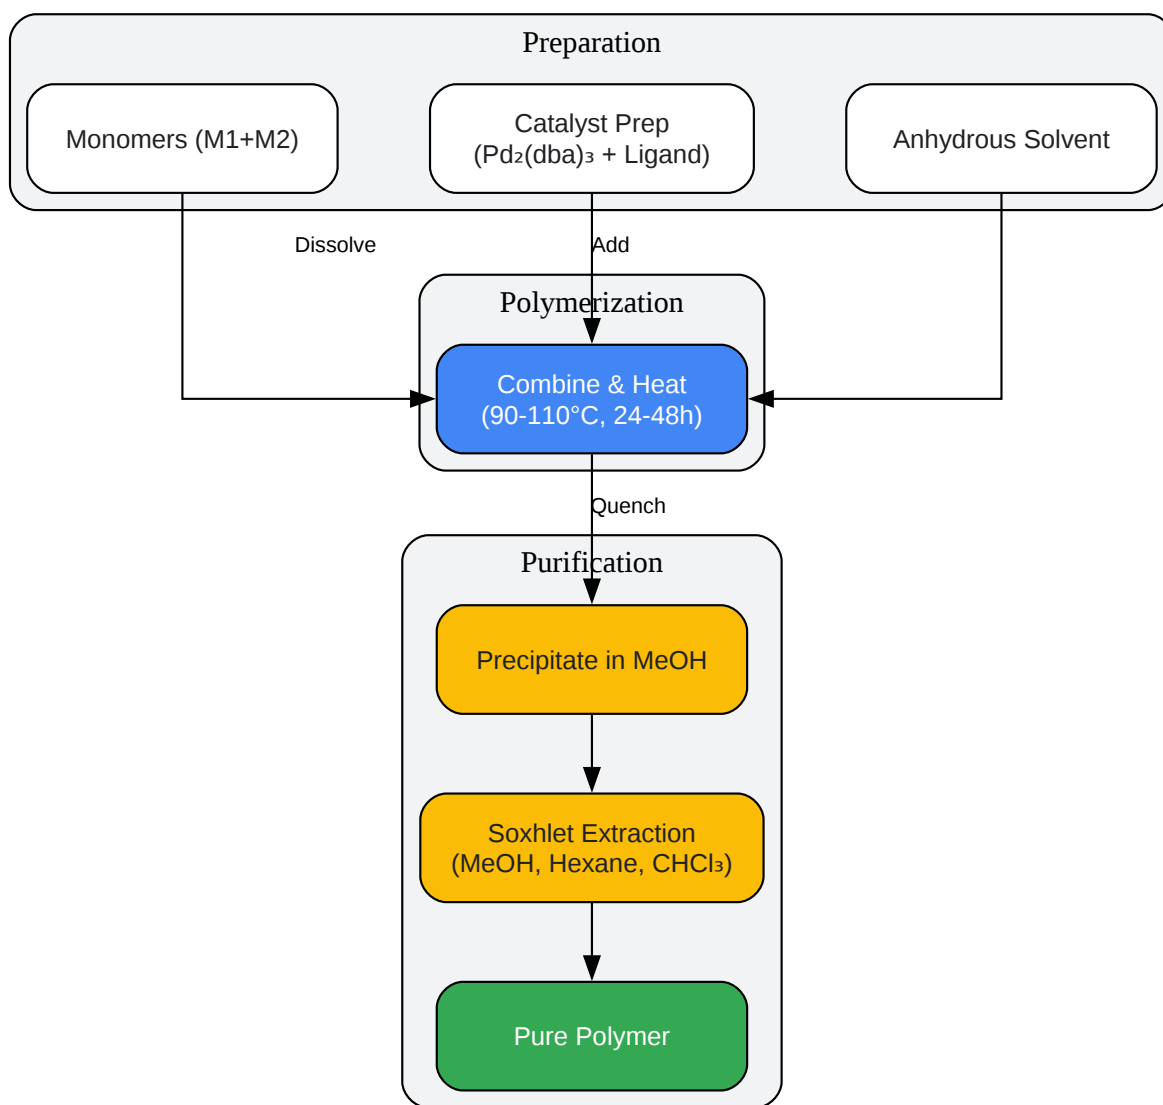 Preparation
Monomers (M1+M2)
Catalyst Prep
(Pd₂(dba)₃ + Ligand)
Anhydrous Solvent
Dissolve
Add
Polymerization
Combine & Heat
(90-110°C, 24-48h)
Quench
Purification
Precipitate in MeOH
Soxhlet Extraction
(MeOH, Hexane, CHCl₃)
Pure Polymer